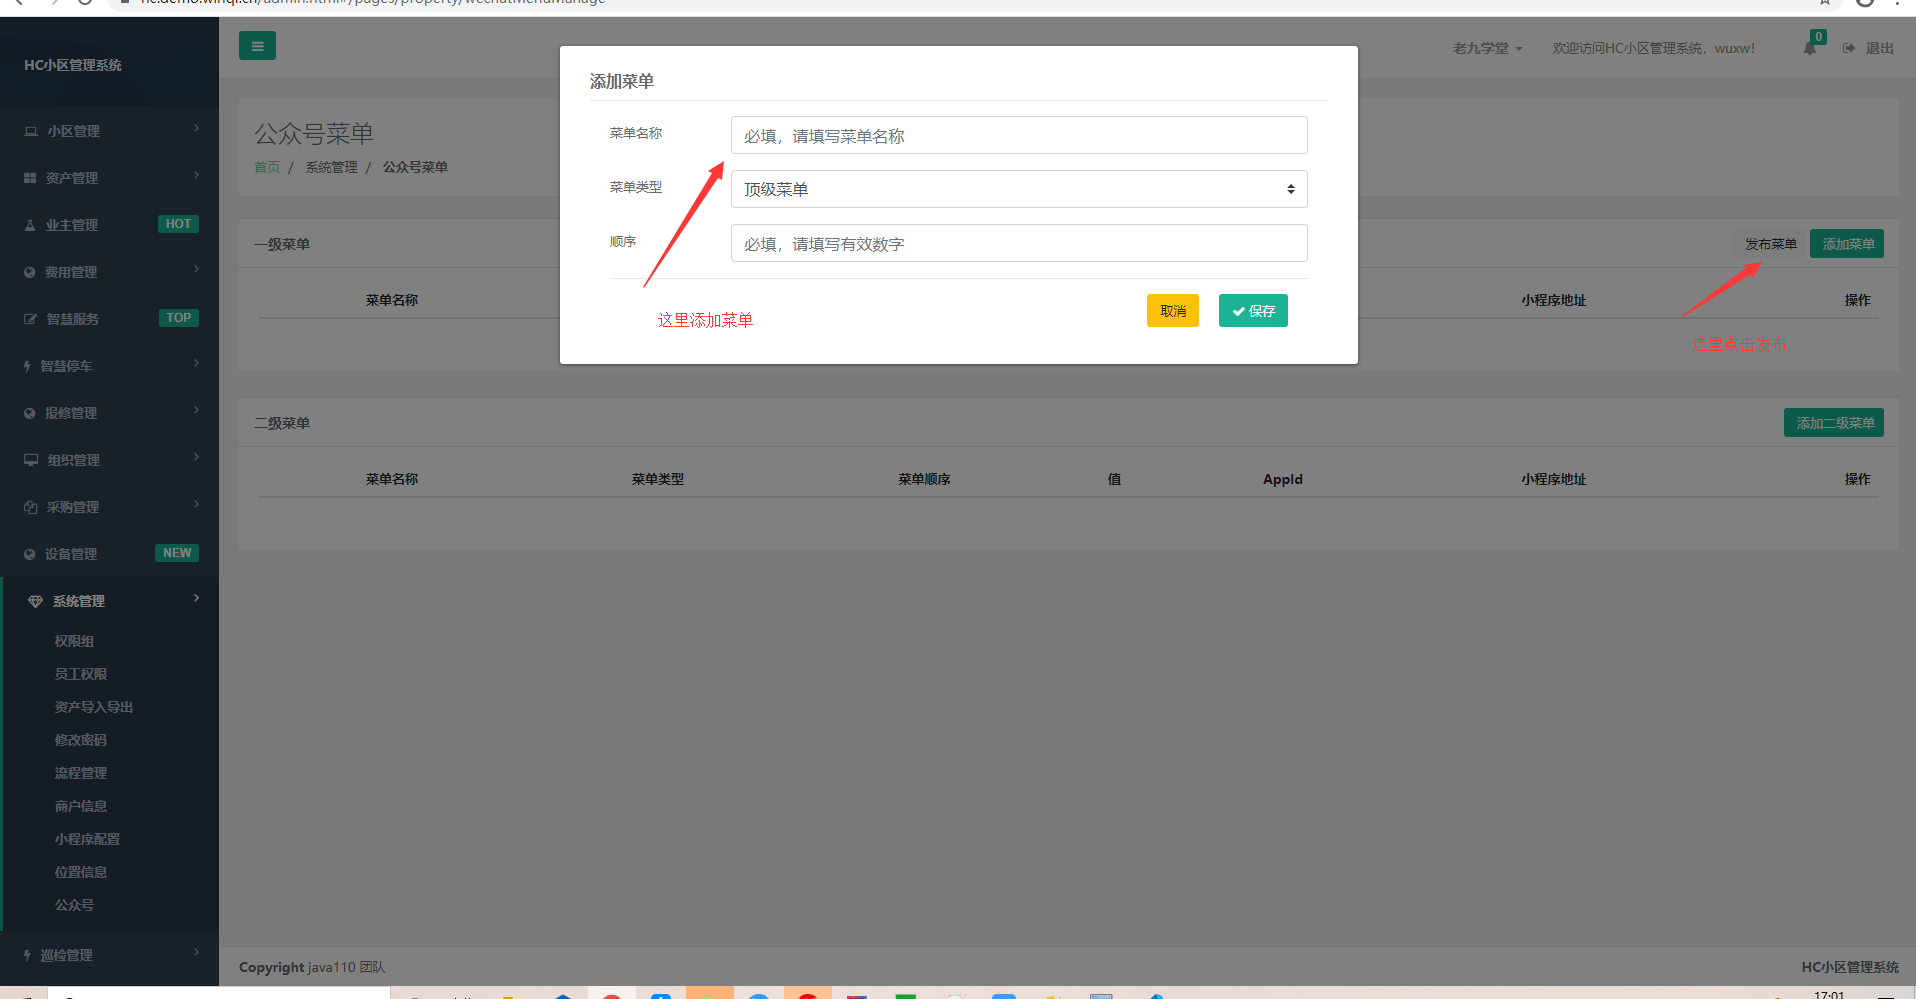 HC小区管理系统
老九学堂
欢迎访问HC小区管理系统，wuxw!
0
退出
小区管理
资产管理
业主管理
HOT
费用管理
智慧服务
TOP
智慧停车
报修管理
组织管理
采购管理
设备管理
NEW
系统管理
权限组
员工权限
资产导入导出
修改密码
流程管理
商户信息
小程序配置
位置信息
公众号
巡检管理
公众号菜单
首页 / 系统管理 / 公众号菜单
添加菜单
菜单名称
必填，请填写菜单名称
菜单类型
顶级菜单
顺序
必填，请填写有效数字
取消
保存
这里添加菜单
一级菜单
发布菜单
添加菜单
菜单名称
小程序地址
操作
这里点击发布
二级菜单
添加二级菜单
菜单名称 菜单类型 菜单顺序 值 AppId 小程序地址 操作
Copyright java110 团队
HC小区管理系统
17:01